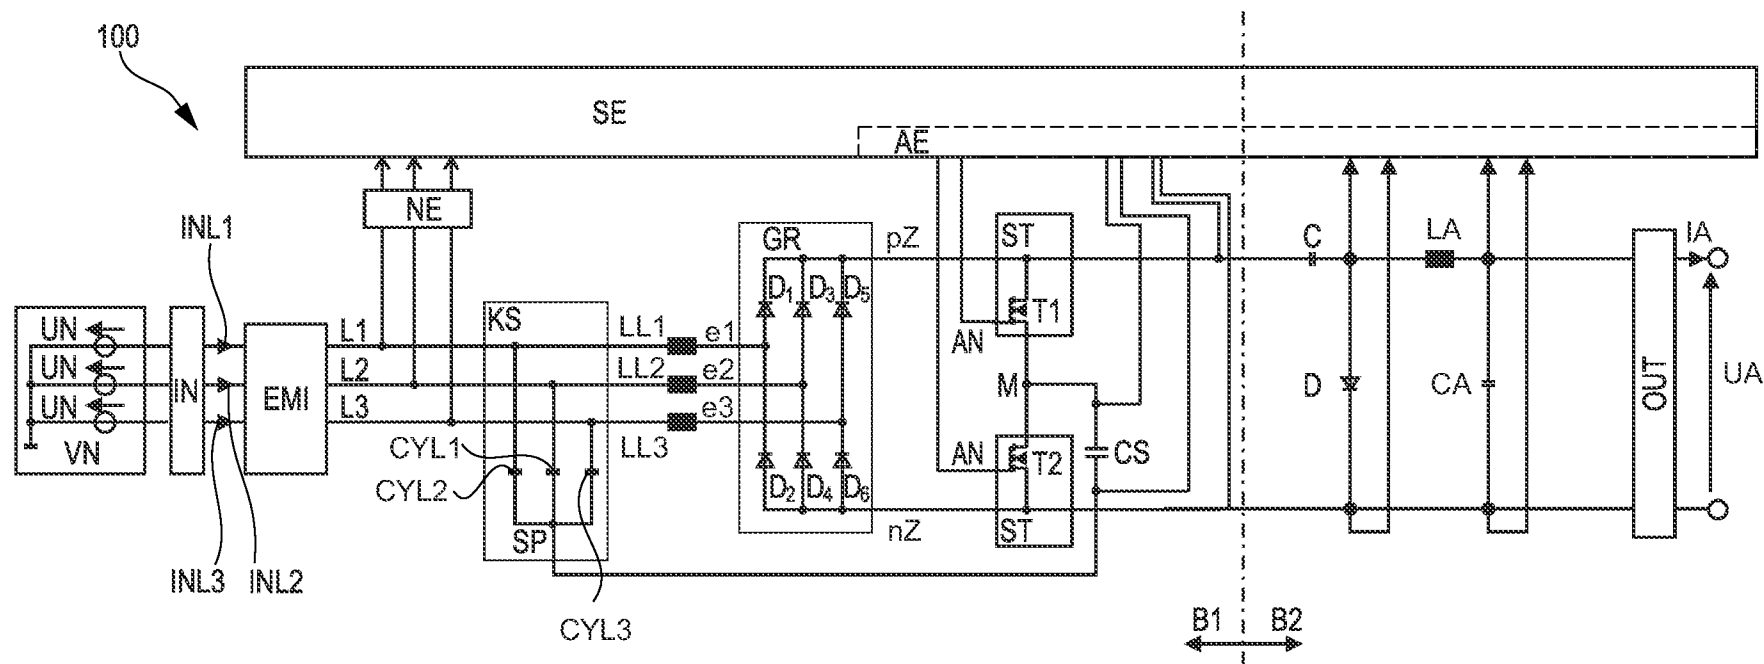 100
SE
AE
NE
INL1
GR
pZ
ST
C
LA
IA
D1 D3 D5
T1
KS
UN
L1
LL1
e1
AN
UN
L2
LL2
e2
IN
EMI
M
D
CA
OUT
UA
UN
L3
e3
VN
CYL1
LL3
AN
T2
CS
CYL2
D2 D4 D6
SP
nZ
ST
INL3
INL2
CYL3
B1
B2